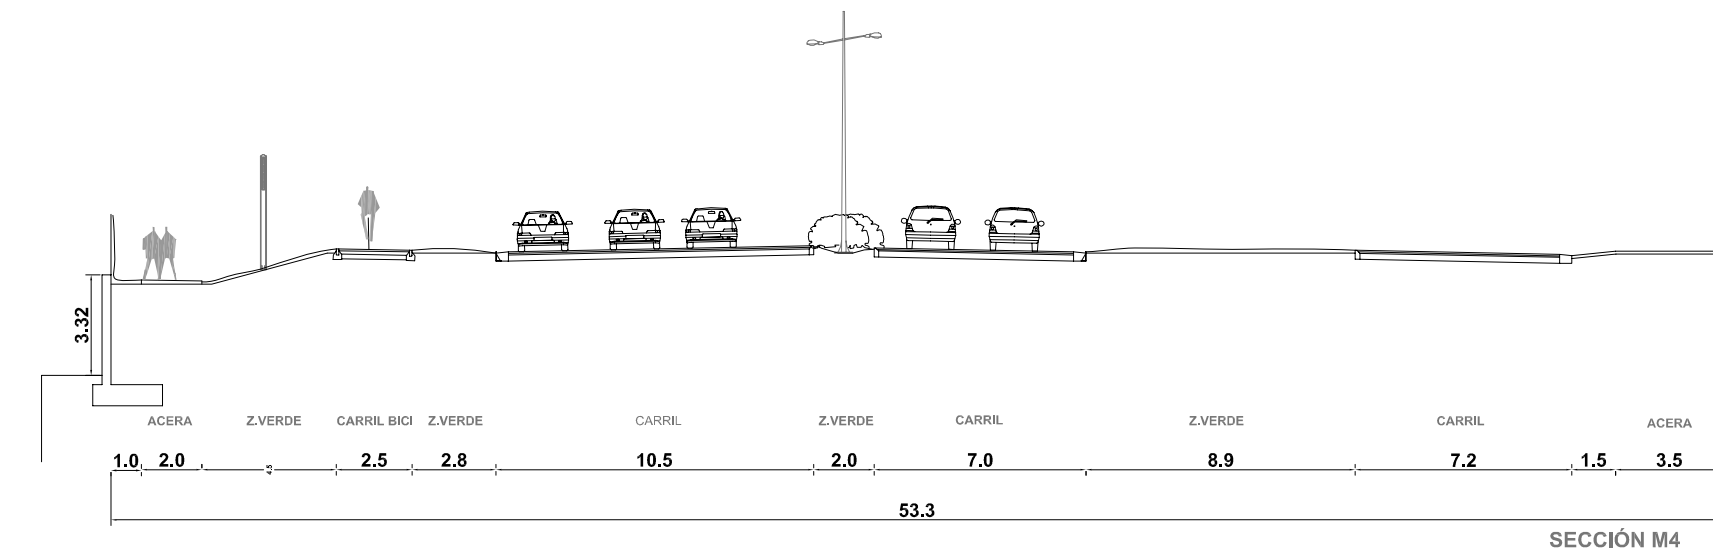 3.32
ACERA Z.VERDE CARRIL BICI Z.VERDE CARRIL Z.VERDE CARRIL Z.VERDE CARRIL ACERA
1.0 2.0 4.5 2.5 2.8 10.5 2.0 7.0 8.9 7.2 1.5 3.5
53.3
SECCIÓN M4